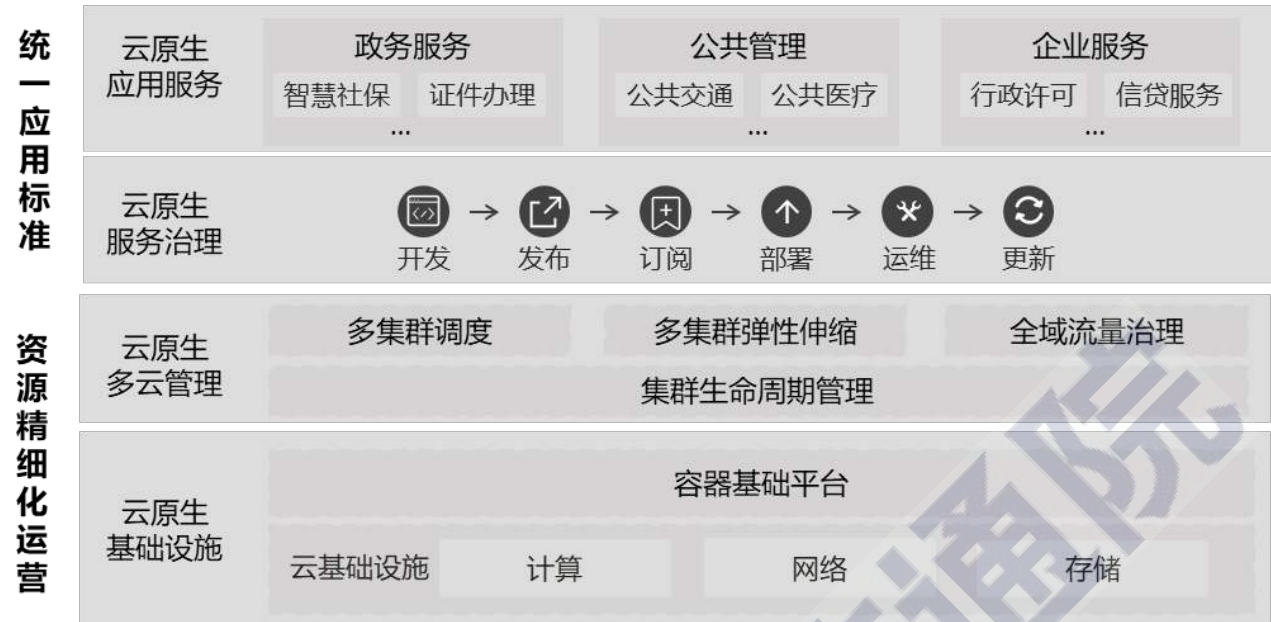 统一应用标准
云原生
应用服务
政务服务
公共管理
企业服务
智慧社保
证件办理
公共交通
公共医疗
行政许可
信贷服务
...
...
...
云原生
服务治理
开发
发布
订阅
部署
运维
更新
资源精细化运营
云原生
多云管理
多集群调度
多集群弹性伸缩
全域流量治理
集群生命周期管理
云原生
基础设施
容器基础平台
云基础设施
计算
网络
存储
通院